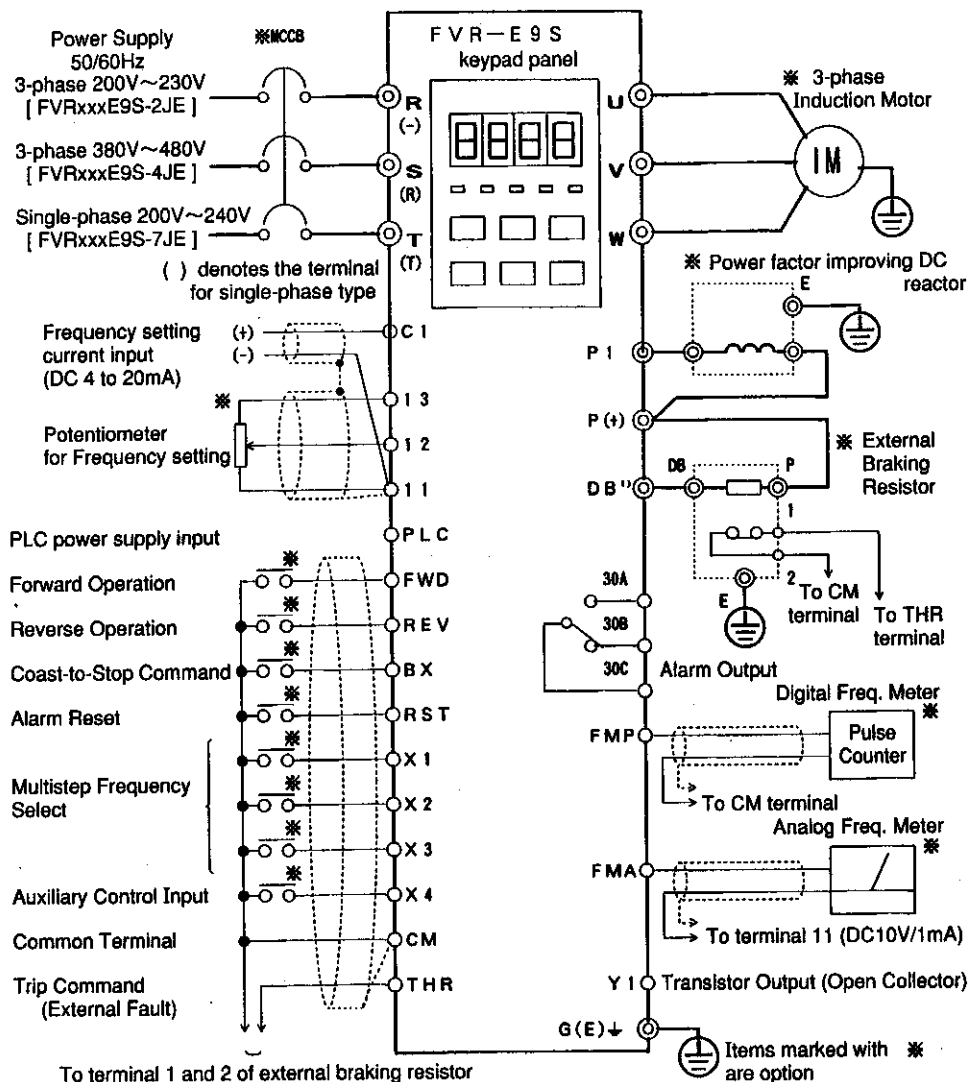 Power Supply
50/60Hz
3-phase 200V~230V
[ FVRxxxE9S-2JE ]
3-phase 380V~480V
[ FVRxxxE9S-4JE ]
Single-phase 200V~240V
[ FVRxxxE9S-7JE ]
( ) denotes the terminal
for single-phase type
※MCCB
FVR-E9S
keypad panel
8888
R
(-)
S
(R)
T
(T)
U
V
W
※ 3-phase
Induction Motor
IM
※ Power factor improving DC
reactor
E
P1
P(+)
※ External
Braking
Resistor
DB
P
DB¹⁾
1
2
E
To CM
terminal
To THR
terminal
Frequency setting
current input
(DC 4 to 20mA)
(+)
(-)
C1
※
13
Potentiometer
for Frequency setting
12
11
PLC power supply input
PLC
※
Forward Operation
FWD
※
Reverse Operation
REV
※
Coast-to-Stop Command
BX
※
Alarm Reset
RST
※
Multistep Frequency
Select
X1
※
X2
※
X3
※
Auxiliary Control Input
X4
Common Terminal
CM
Trip Command
(External Fault)
THR
To terminal 1 and 2 of external braking resistor
30A
30B
30C
Alarm Output
Digital Freq. Meter
※
FMP
Pulse
Counter
To CM terminal
Analog Freq. Meter
※
FMA
To terminal 11 (DC10V/1mA)
Y1
Transistor Output (Open Collector)
G(E)⏚
Items marked with ※
are option